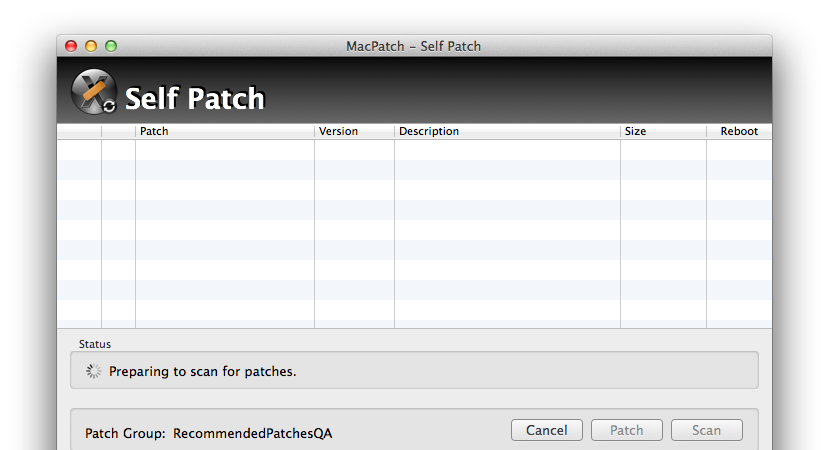 MacPatch – Self Patch
Self Patch
Patch Version Description Size Reboot
Status
Preparing to scan for patches.
Patch Group: RecommendedPatchesQA Cancel Patch Scan